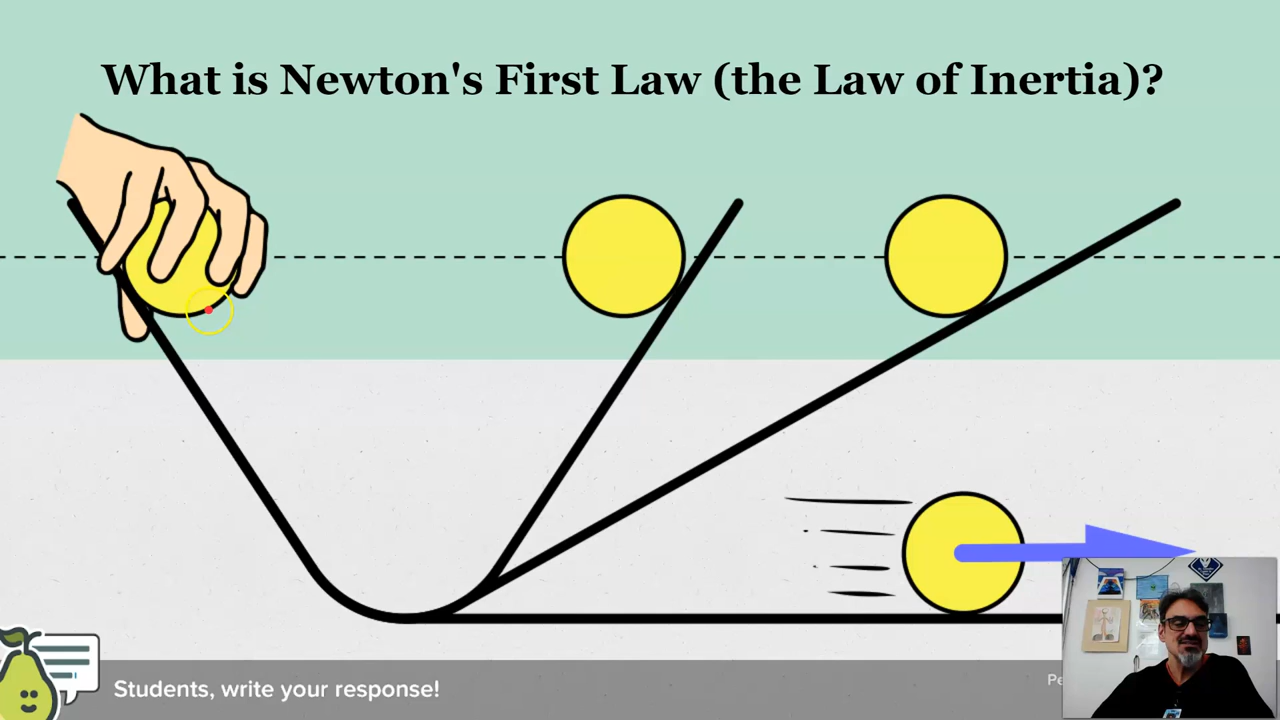 What is Newton's First Law (the Law of Inertia)?
Students, write your response!